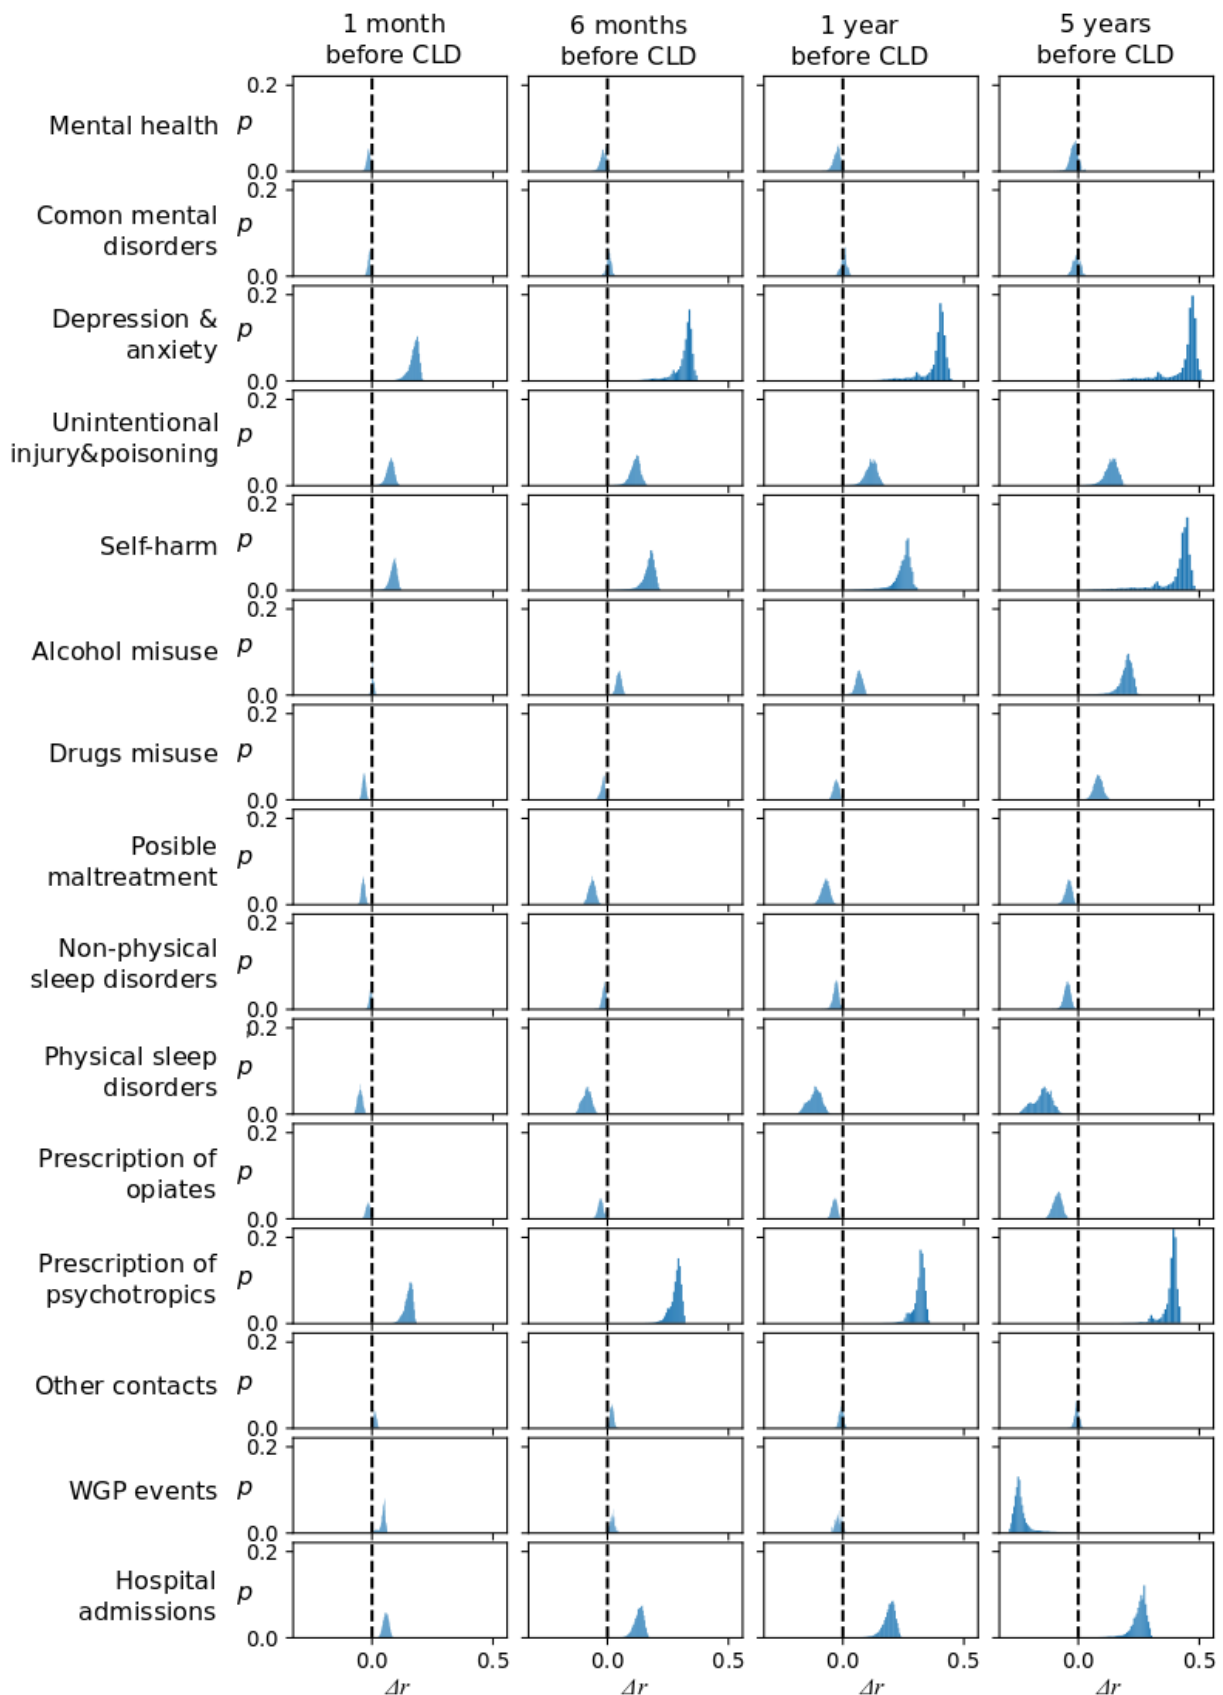 1 month
before CLD
6 months
before CLD
1 year
before CLD
5 years
before CLD
Mental health
p
0.2
0.0
Comon mental
disorders
p
0.2
0.0
Depression &
anxiety
p
0.2
0.0
Unintentional
injury&poisoning
p
0.2
0.0
Self-harm
p
0.2
0.0
Alcohol misuse
p
0.2
0.0
Drugs misuse
p
0.2
0.0
Posible
maltreatment
p
0.2
0.0
Non-physical
sleep disorders
p
0.2
0.0
Physical sleep
disorders
p
0.2
0.0
Prescription of
opiates
p
0.2
0.0
Prescription of
psychotropics
p
0.2
0.0
Other contacts
p
0.2
0.0
WGP events
p
0.2
0.0
Hospital
admissions
p
0.2
0.0
0.0 0.5
0.0 0.5
0.0 0.5
0.0 0.5
Δr
Δr
Δr
Δr